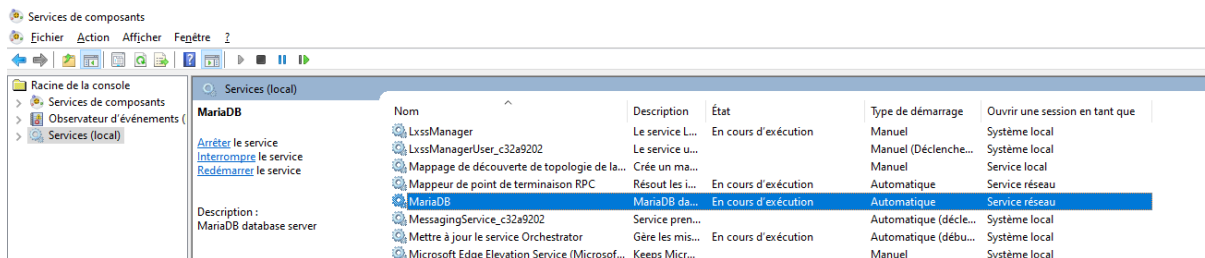 Services de composants
Fichier Action Afficher Fenêtre ?
Racine de la console
Services de composants
Observateur d'événements (
Services (local)
Services (local)
MariaDB
Arrêter le service
Interrompre le service
Redémarrer le service
Description :
MariaDB database server
Nom Description État Type de démarrage Ouvrir une session en tant que
LxssManager Le service L... En cours d'exécution Manuel Système local
LxssManagerUser_c32a9202 Le service u... Manuel (Déclenche... Système local
Mappage de découverte de topologie de la... Crée un ma... Manuel Service local
Mappeur de point de terminaison RPC Résout les i... En cours d'exécution Automatique Service réseau
MariaDB MariaDB da... En cours d'exécution Automatique Service réseau
MessagingService_c32a9202 Service pren... Automatique (décle... Système local
Mettre à jour le service Orchestrator Gère les mis... En cours d'exécution Automatique (débu... Système local
Microsoft Edge Elevation Service (Microsof... Keeps Micr... Manuel Système local